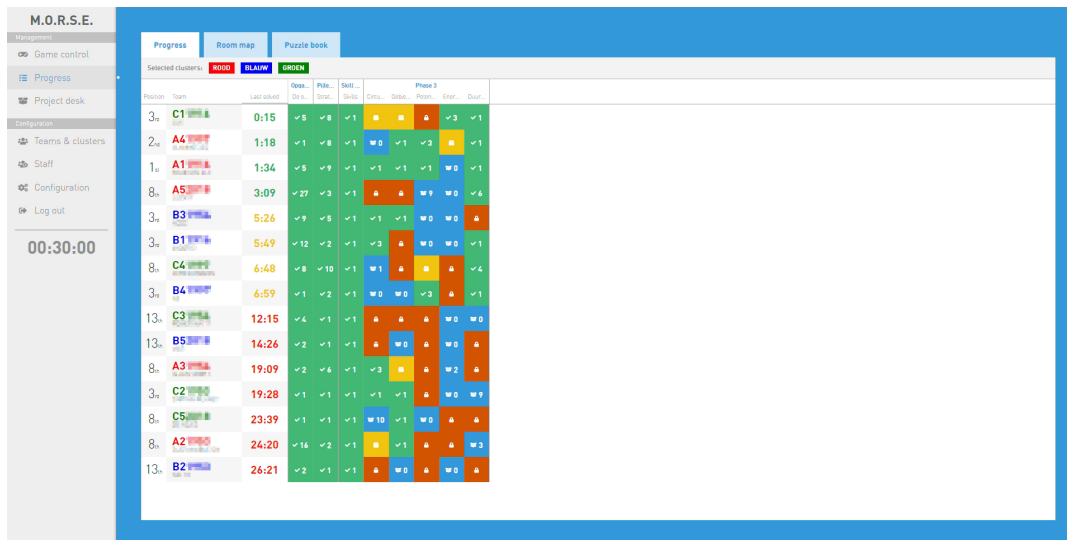 M.O.R.S.E.
Management
Game control
Progress
Project desk
Configuration
Teams & clusters
Staff
Configuration
Log out
00:30:00
Progress Room map Puzzle book
Selected clusters: ROOD BLAUW GROEN
Opga... Pille... Skill ... Phase 3
Position Team Last solved De o... Strat... Skills Circu... Gebe... Polon... Ener... Duur...
3rd C1 0:15 5 8 1 3 1
2nd A4 1:18 1 8 1 0 1 3 1
1st A1 1:34 5 9 1 1 1 1 0 1
8th A5 3:09 27 3 1 9 0 6
3rd B3 5:26 9 5 1 1 1 0 0
3rd B1 5:49 12 2 1 3 0 0 1
8th C4 6:48 8 10 1 1 4
3rd B4 6:59 1 2 1 0 0 3 1
13th C3 12:15 4 1 1 0 0
13th B5 14:26 2 1 1 0 0
8th A3 19:09 2 6 1 3 2
3rd C2 19:28 1 1 1 1 1 0 9
8th C5 23:39 1 1 1 10 1 0
8th A2 24:20 16 2 1 1 3
13th B2 26:21 2 1 1 0 0